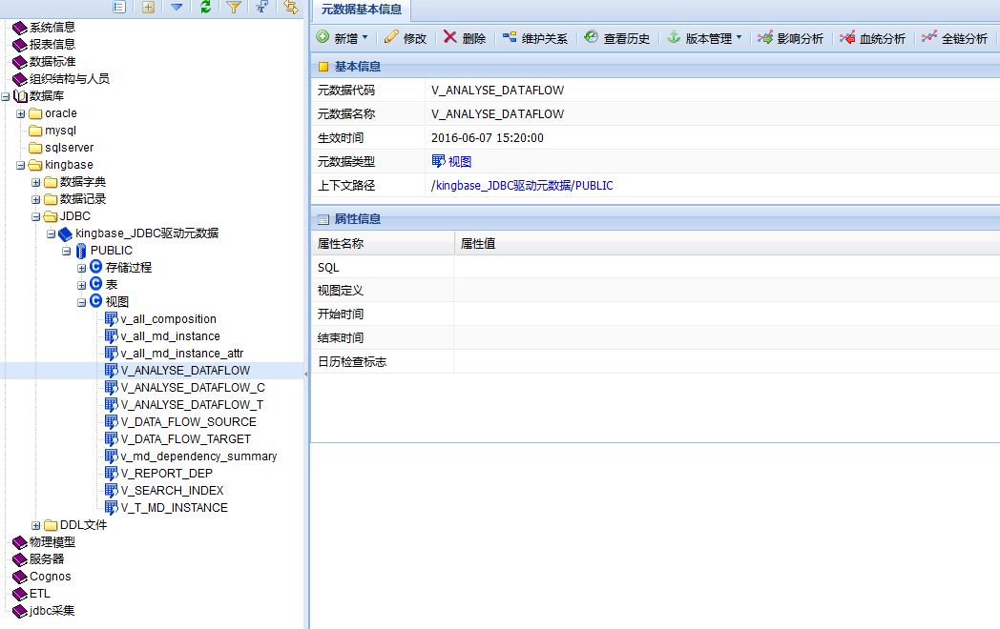 系统信息
报表信息
数据标准
组织结构与人员
数据库
oracle
mysql
sqlserver
kingbase
数据字典
数据记录
JDBC
kingbase_JDBC驱动元数据
PUBLIC
存储过程
表
视图
v_all_composition
v_all_md_instance
v_all_md_instance_attr
V_ANALYSE_DATAFLOW
V_ANALYSE_DATAFLOW_C
V_ANALYSE_DATAFLOW_T
V_DATA_FLOW_SOURCE
V_DATA_FLOW_TARGET
v_md_dependency_summary
V_REPORT_DEP
V_SEARCH_INDEX
V_T_MD_INSTANCE
DDL文件
物理模型
服务器
Cognos
ETL
jdbc采集
元数据基本信息
新增 修改 删除 维护关系 查看历史 版本管理 影响分析 血统分析 全链分析
基本信息
元数据代码 V_ANALYSE_DATAFLOW
元数据名称 V_ANALYSE_DATAFLOW
生效时间 2016-06-07 15:20:00
元数据类型 视图
上下文路径 /kingbase_JDBC驱动元数据/PUBLIC
属性信息
属性名称 属性值
SQL
视图定义
开始时间
结束时间
日历检查标志